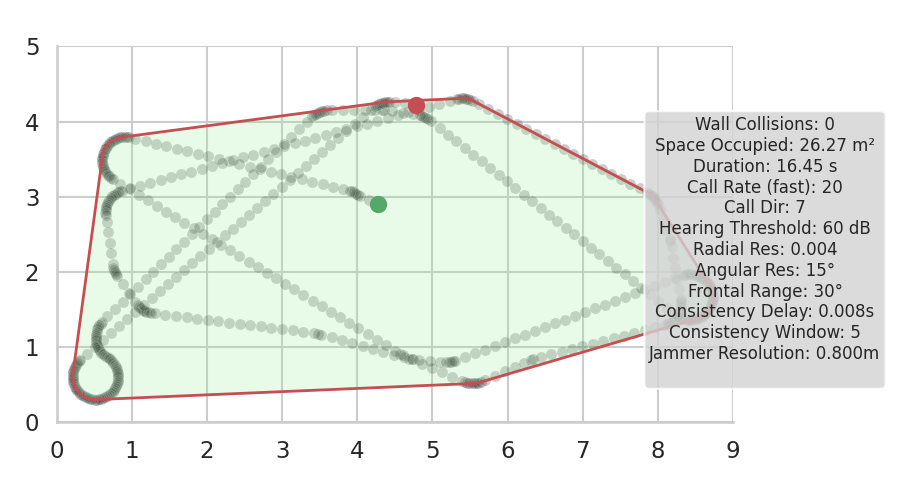 5
4
3
2
1
0
0 1 2 3 4 5 6 7 8 9
Wall Collisions: 0
Space Occupied: 26.27 m²
Duration: 16.45 s
Call Rate (fast): 20
Call Dir: 7
Hearing Threshold: 60 dB
Radial Res: 0.004
Angular Res: 15°
Frontal Range: 30°
Consistency Delay: 0.008s
Consistency Window: 5
Jammer Resolution: 0.800m